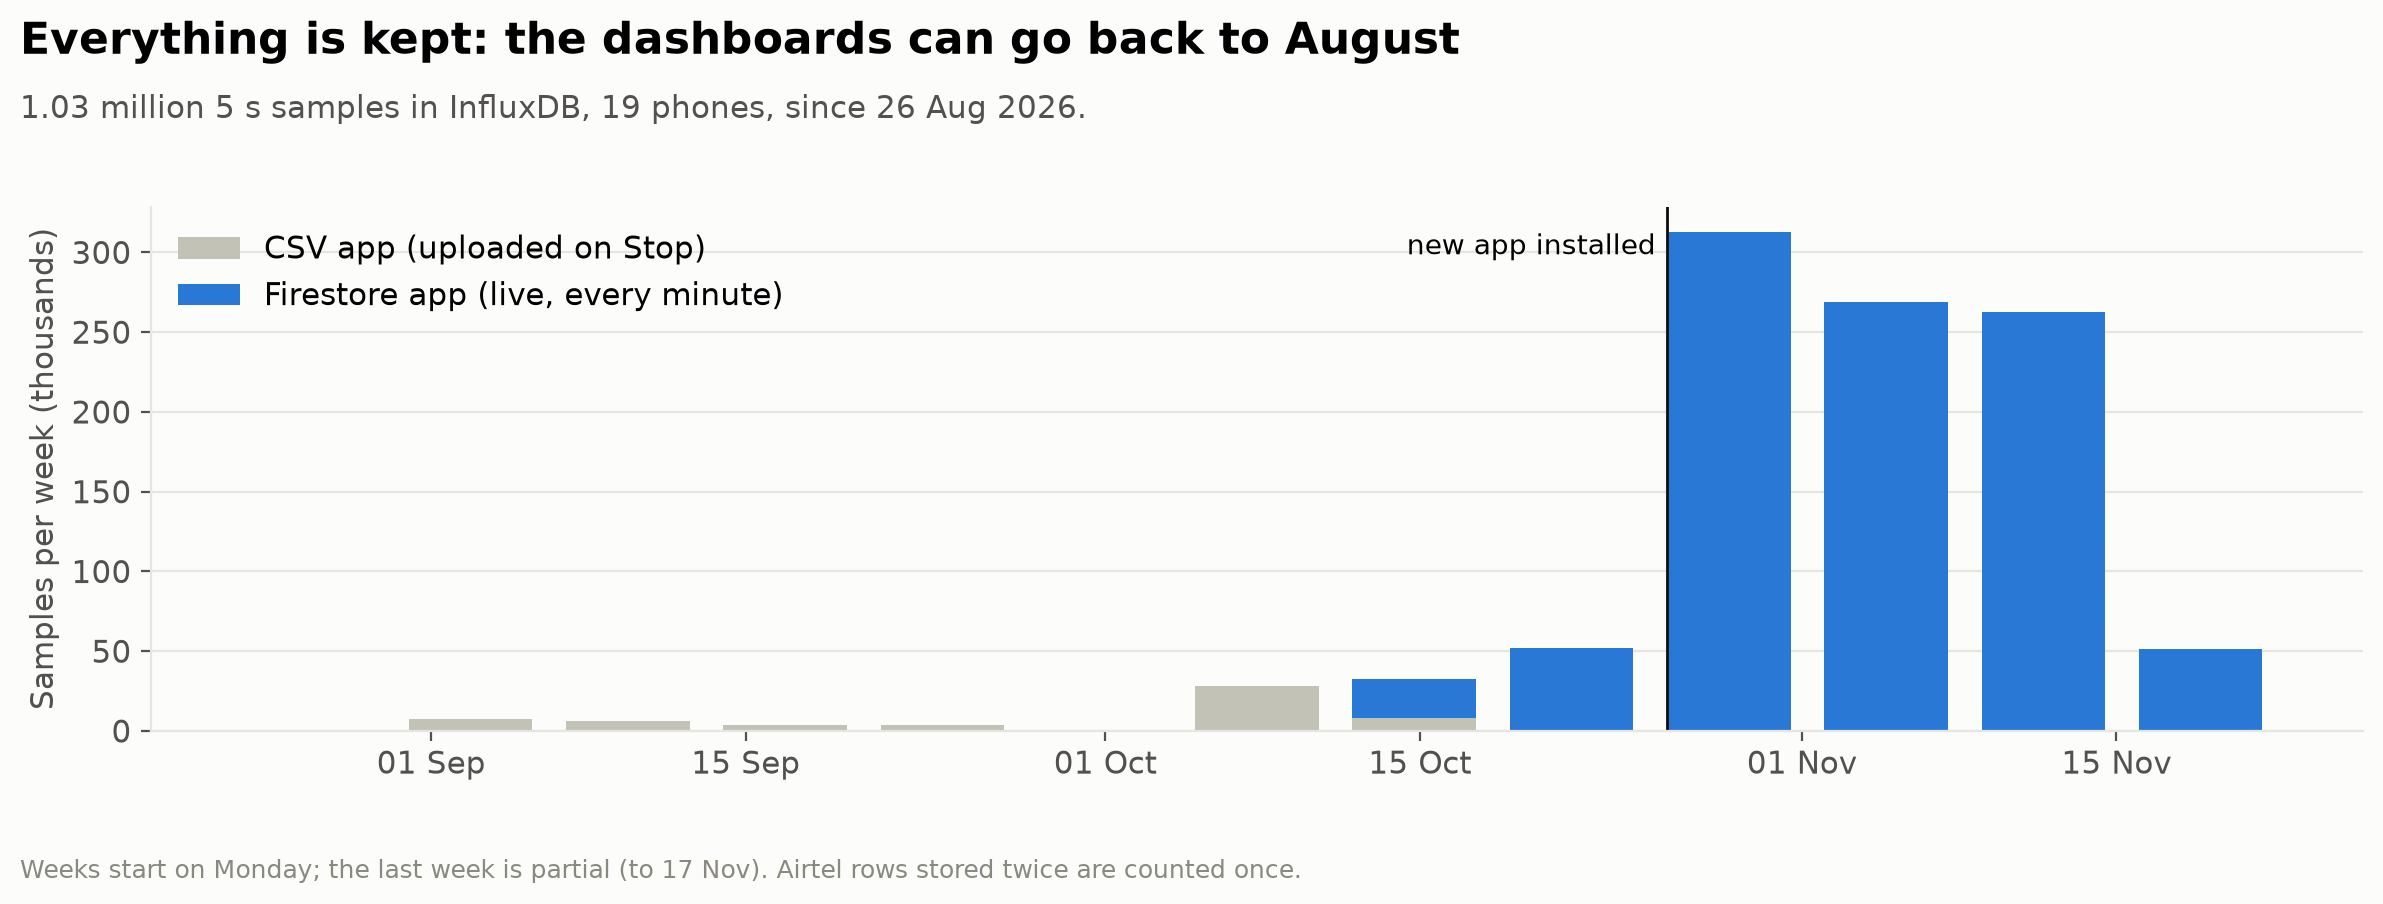 Everything is kept: the dashboards can go back to August
1.03 million 5 s samples in InfluxDB, 19 phones, since 26 Aug 2026.
CSV app (uploaded on Stop)
Firestore app (live, every minute)
new app installed
Samples per week (thousands)
300
250
200
150
100
50
0
01 Sep
15 Sep
01 Oct
15 Oct
01 Nov
15 Nov
Weeks start on Monday; the last week is partial (to 17 Nov). Airtel rows stored twice are counted once.